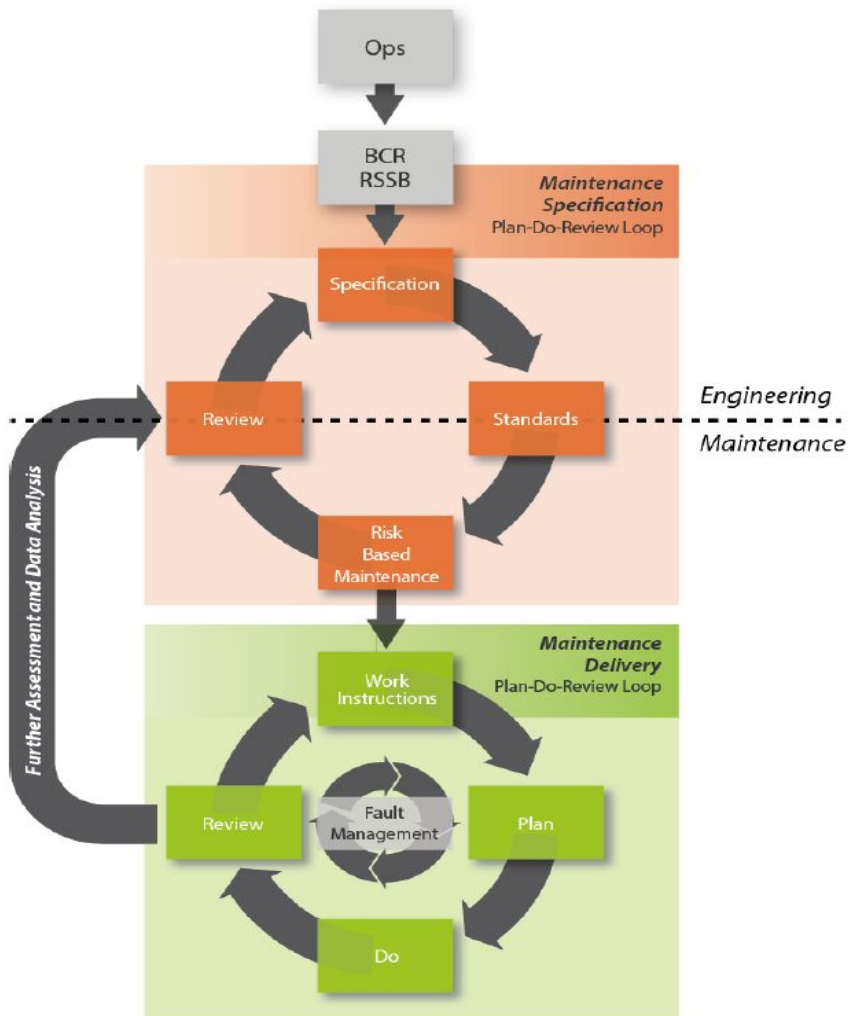 Ops
BCR
RSSB
Maintenance
Specification
Plan-Do-Review Loop
Specification
Engineering
Review
Standards
Maintenance
Risk
Based
Maintenance
Further Assessment and Data Analysis
Maintenance
Delivery
Plan-Do-Review Loop
Work
Instructions
Review
Fault
Management
Plan
Do